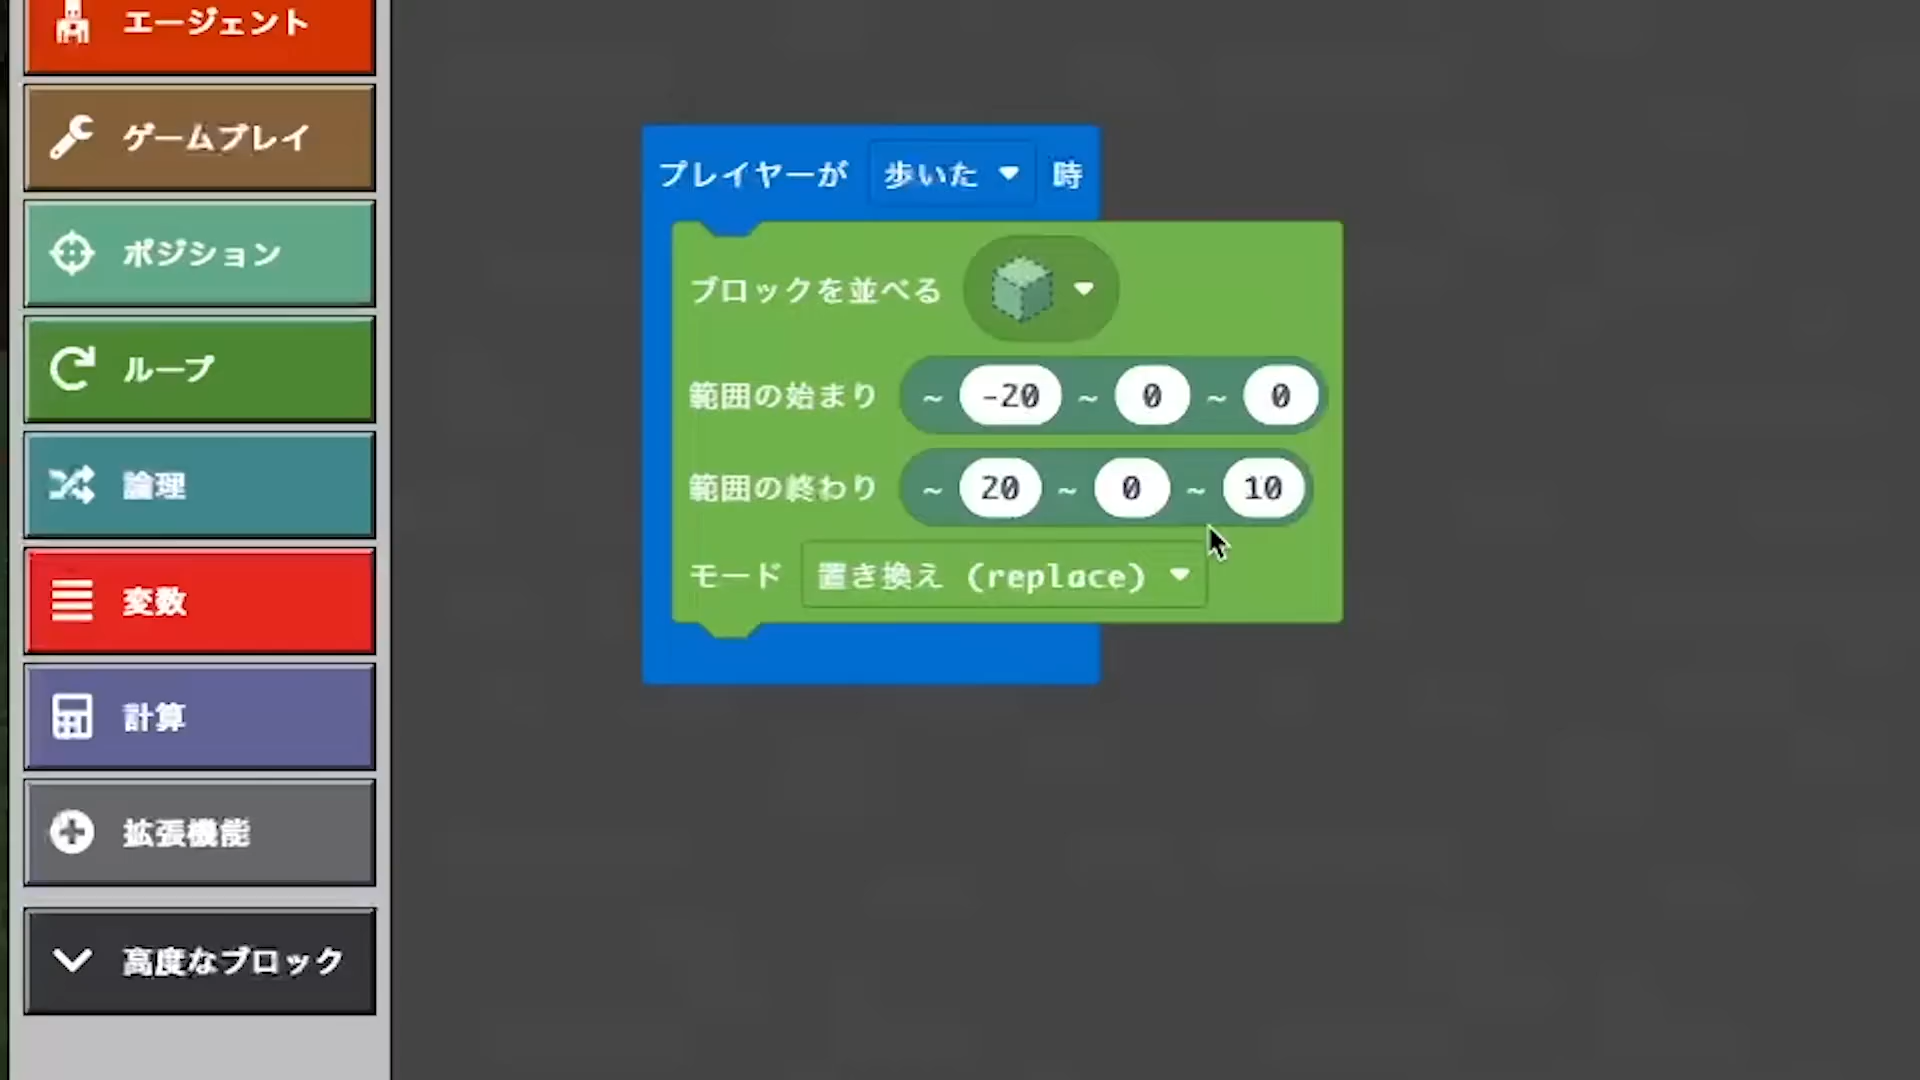 エージェント
ゲームプレイ
ポジション
ループ
論理
変数
計算
拡張機能
高度なブロック
プレイヤーが 歩いた 時
ブロックを並べる
範囲の始まり ~ -20 ~ 0 ~ 0
範囲の終わり ~ 20 ~ 0 ~ 10
モード 置き換え (replace)